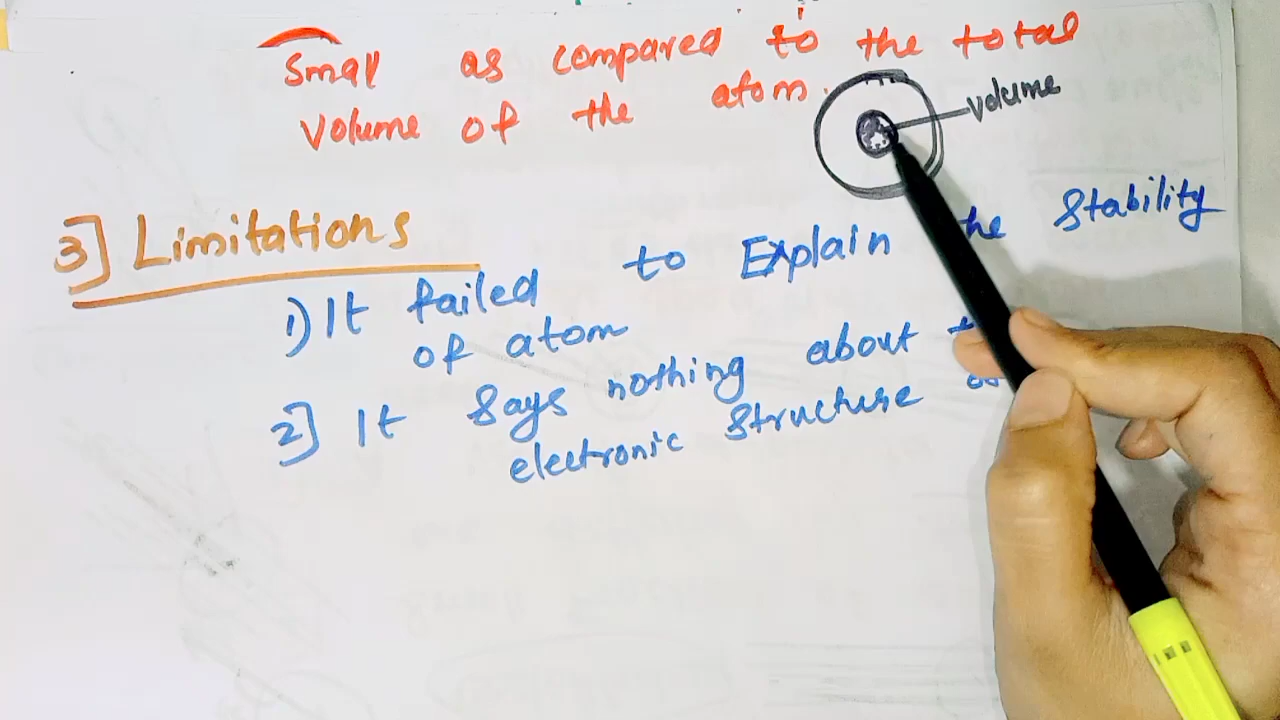 Small as compared to the total
volume of the atom.
volume
3] Limitations
1) It failed to Explain the Stability
of atom
2] It Says nothing about
electronic Structure